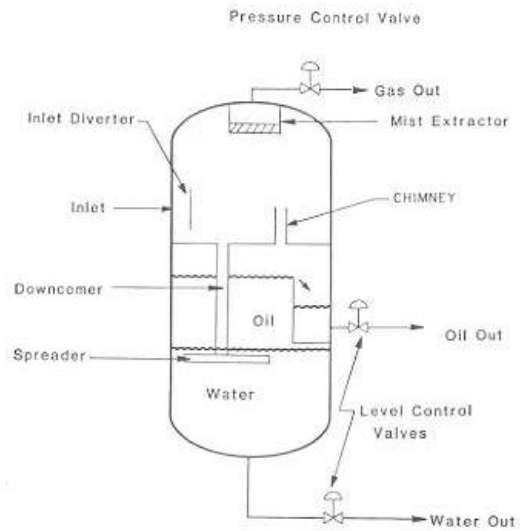 Pressure Control Valve
Gas Out
Mist Extractor
Inlet Diverter
CHIMNEY
Inlet
Downcomer
Oil
Oil Out
Spreader
Water
Level Control
Valves
Water Out